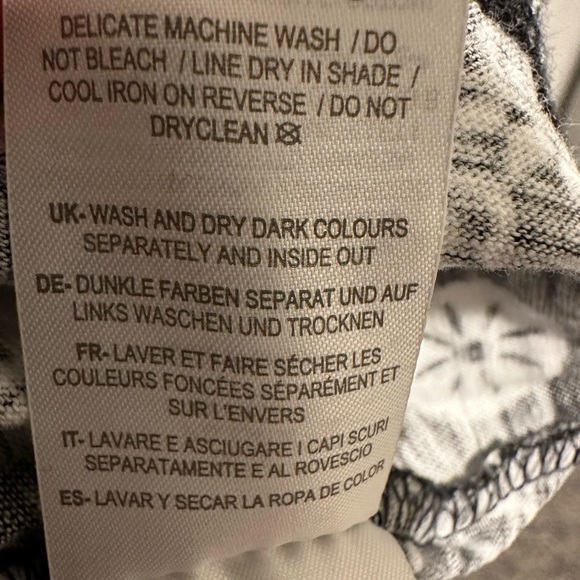 DELICATE MACHINE WASH / DO
NOT BLEACH / LINE DRY IN SHADE /
COOL IRON ON REVERSE / DO NOT
DRYCLEAN
UK- WASH AND DRY DARK COLOURS
SEPARATELY AND INSIDE OUT
DE- DUNKLE FARBEN SEPARAT UND AUF
LINKS WASCHEN UND TROCKNEN
FR- LAVER ET FAIRE SÉCHER LES
COULEURS FONCÉES SÉPARÉMENT ET
SUR L'ENVERS
IT- LAVARE E ASCIUGARE I CAPI SCURI
SEPARATAMENTE E AL ROVESCIO
ES- LAVAR Y SECAR LA ROPA DE COLOR